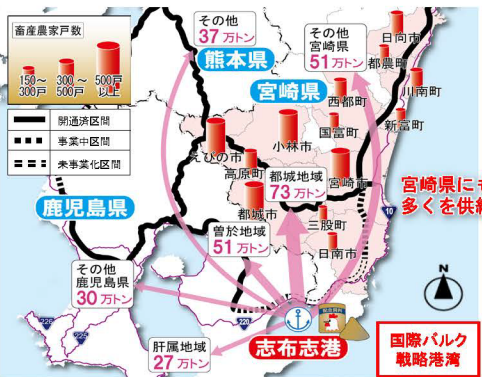 畜産農家戸数
150～
300戸
300～
500戸
500戸
以上
開通済区間
事業中区間
未事業化区間
その他
37万トン
熊本県
その他
宮崎県
51万トン
宮崎県
日向市
都農町
川南町
西都町
新富町
国富町
えびの市
小林市
高原町
宮崎市
都城地域
73万トン
都城市
三股町
日南市
鹿児島県
曽於地域
51万トン
その他
鹿児島県
30万トン
肝属地域
27万トン
志布志港
宮崎県にも
多くを供給
10
220
226
225
N
国際バルク
戦略港湾